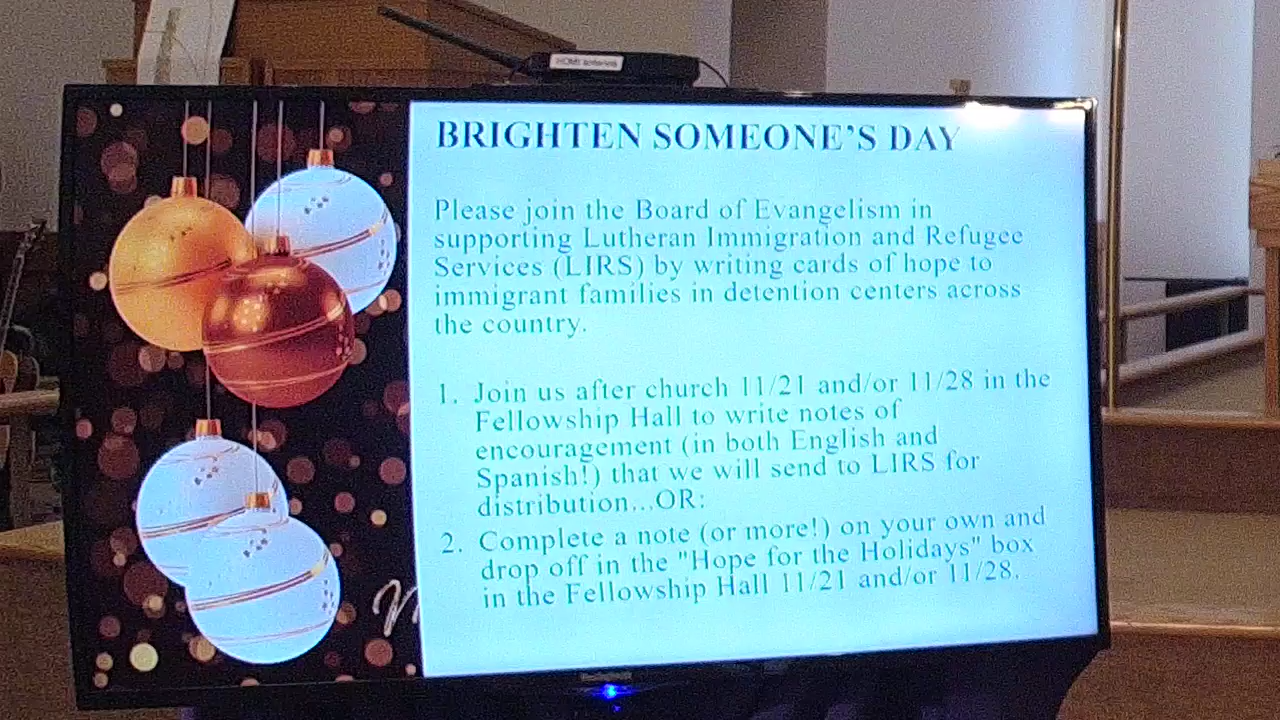 HDMI
BRIGHTEN SOMEONE'S DAY
Please join the Board of Evangelism in
supporting Lutheran Immigration and Refugee
Services (LIRS) by writing cards of hope to
immigrant families in detention centers across
the country.
1. Join us after church 11/21 and/or 11/28 in the
Fellowship Hall to write notes of
encouragement (in both English and
Spanish!) that we will send to LIRS for
distribution...OR:
2. Complete a note (or more!) on your own and
drop off in the "Hope for the Holidays" box
in the Fellowship Hall 11/21 and/or 11/28.